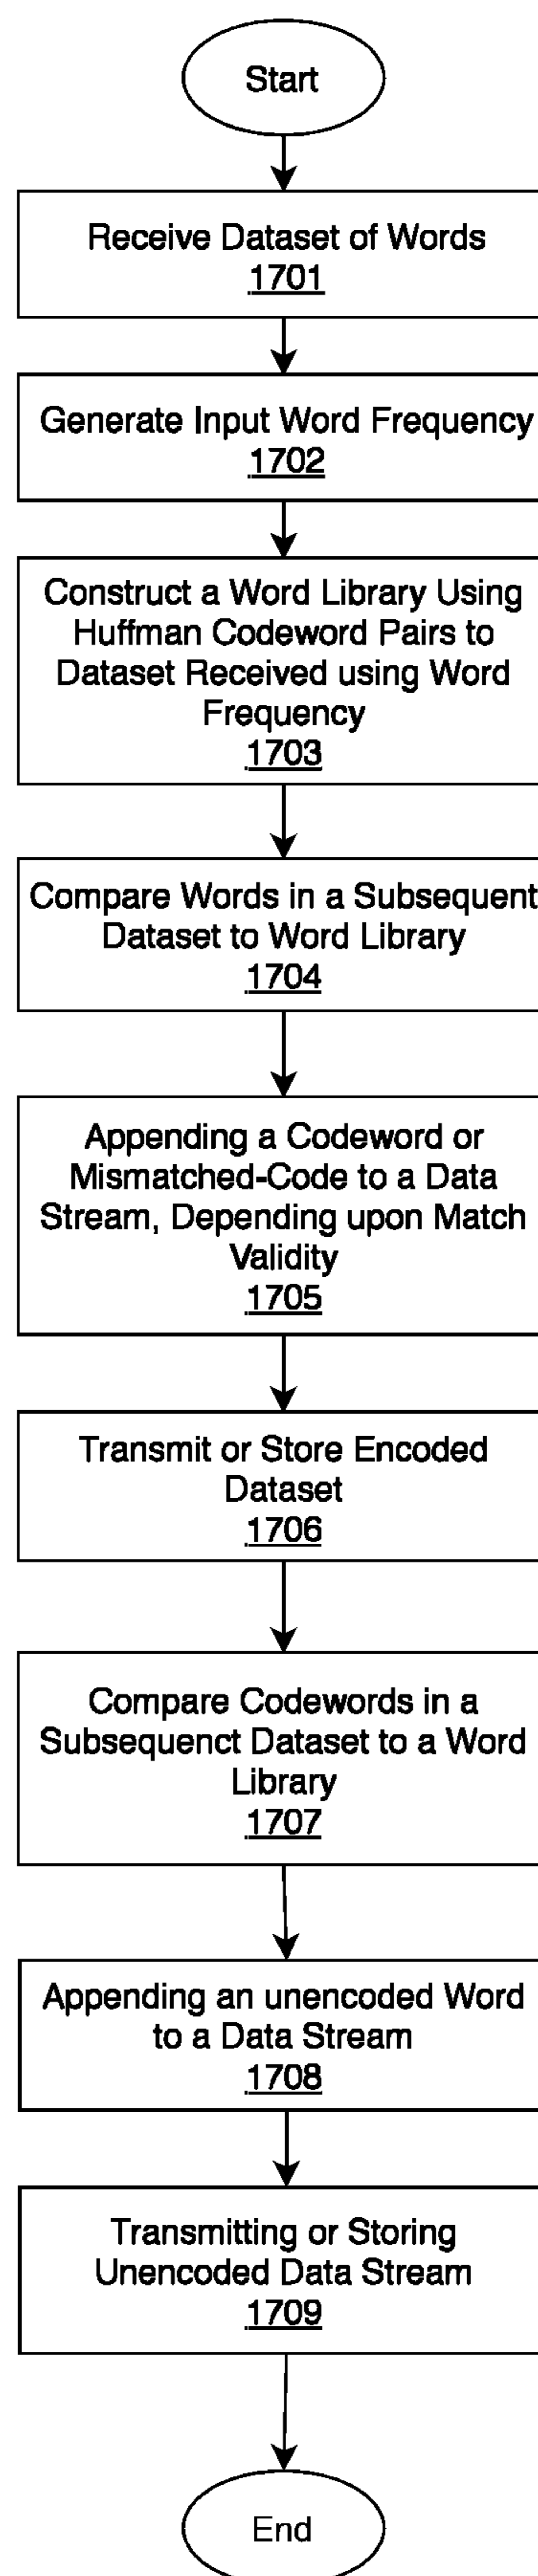 Start
Receive Dataset of Words
1701
Generate Input Word Frequency
1702
Construct a Word Library Using
Huffman Codeword Pairs to
Dataset Received using Word
Frequency
1703
Compare Words in a Subsequent
Dataset to Word Library
1704
Appending a Codeword or
Mismatched-Code to a Data
Stream, Depending upon Match
Validity
1705
Transmit or Store Encoded
Dataset
1706
Compare Codewords in a
Subsequenct Dataset to a Word
Library
1707
Appending an unencoded Word
to a Data Stream
1708
Transmitting or Storing
Unencoded Data Stream
1709
End